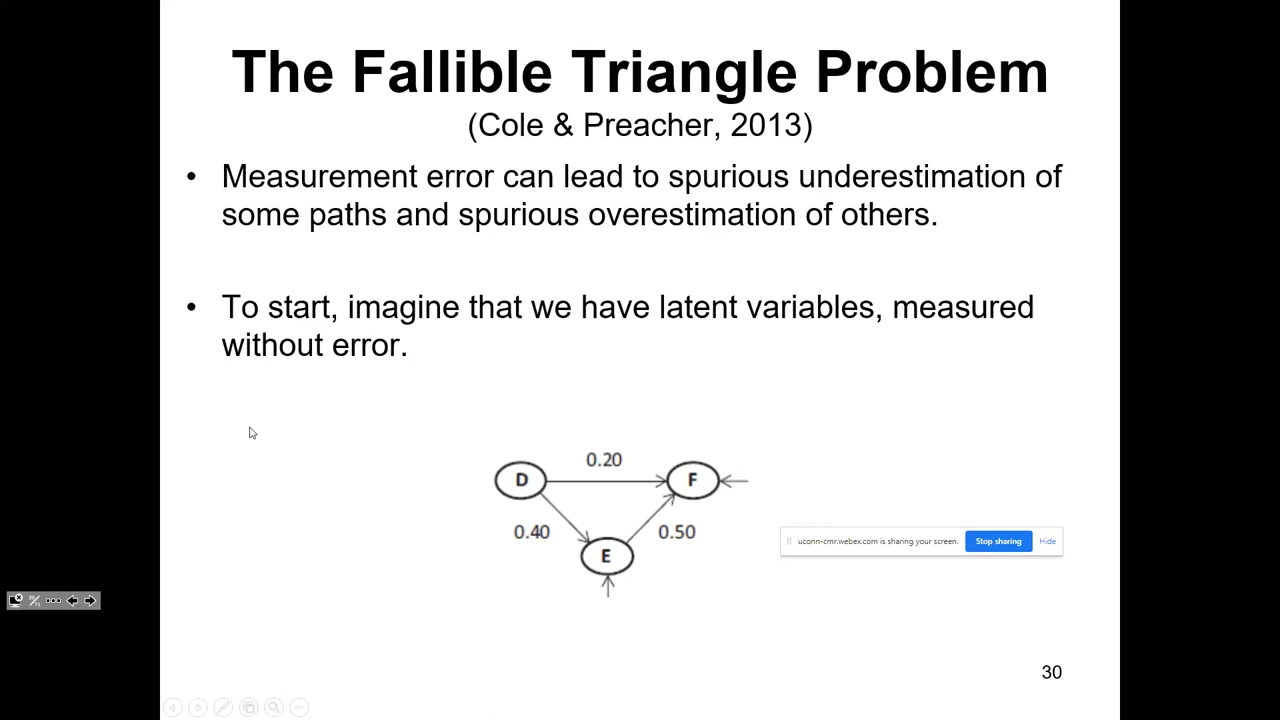 The Fallible Triangle Problem
(Cole & Preacher, 2013)
• Measurement error can lead to spurious underestimation of
some paths and spurious overestimation of others.
• To start, imagine that we have latent variables, measured
without error.
0.20
D
F
0.40
0.50
E
uconn-cmr.webex.com is sharing your screen.
Stop sharing
Hide
30